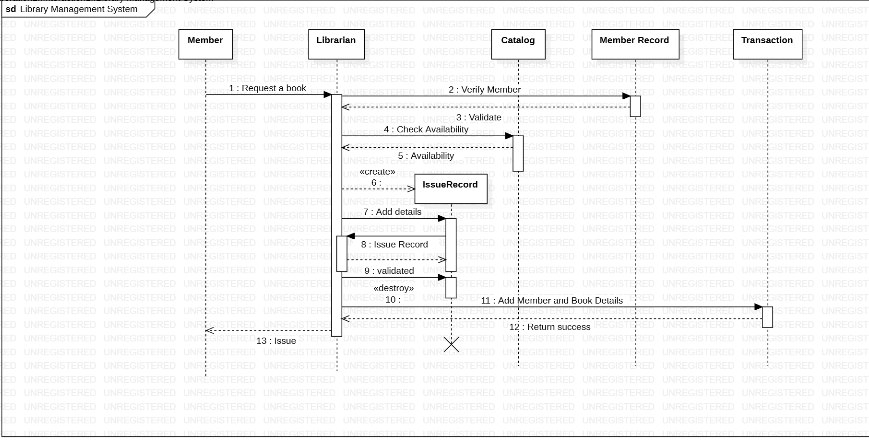 sd Library Management System
Member
Librarian
Catalog
Member Record
Transaction
1 : Request a book
2 : Verify Member
3 : Validate
4 : Check Availability
5 : Availability
«create»
6 :
IssueRecord
7 : Add details
8 : Issue Record
9 : validated
«destroy»
10 :
11 : Add Member and Book Details
12 : Return success
13 : Issue
UNREGISTERED